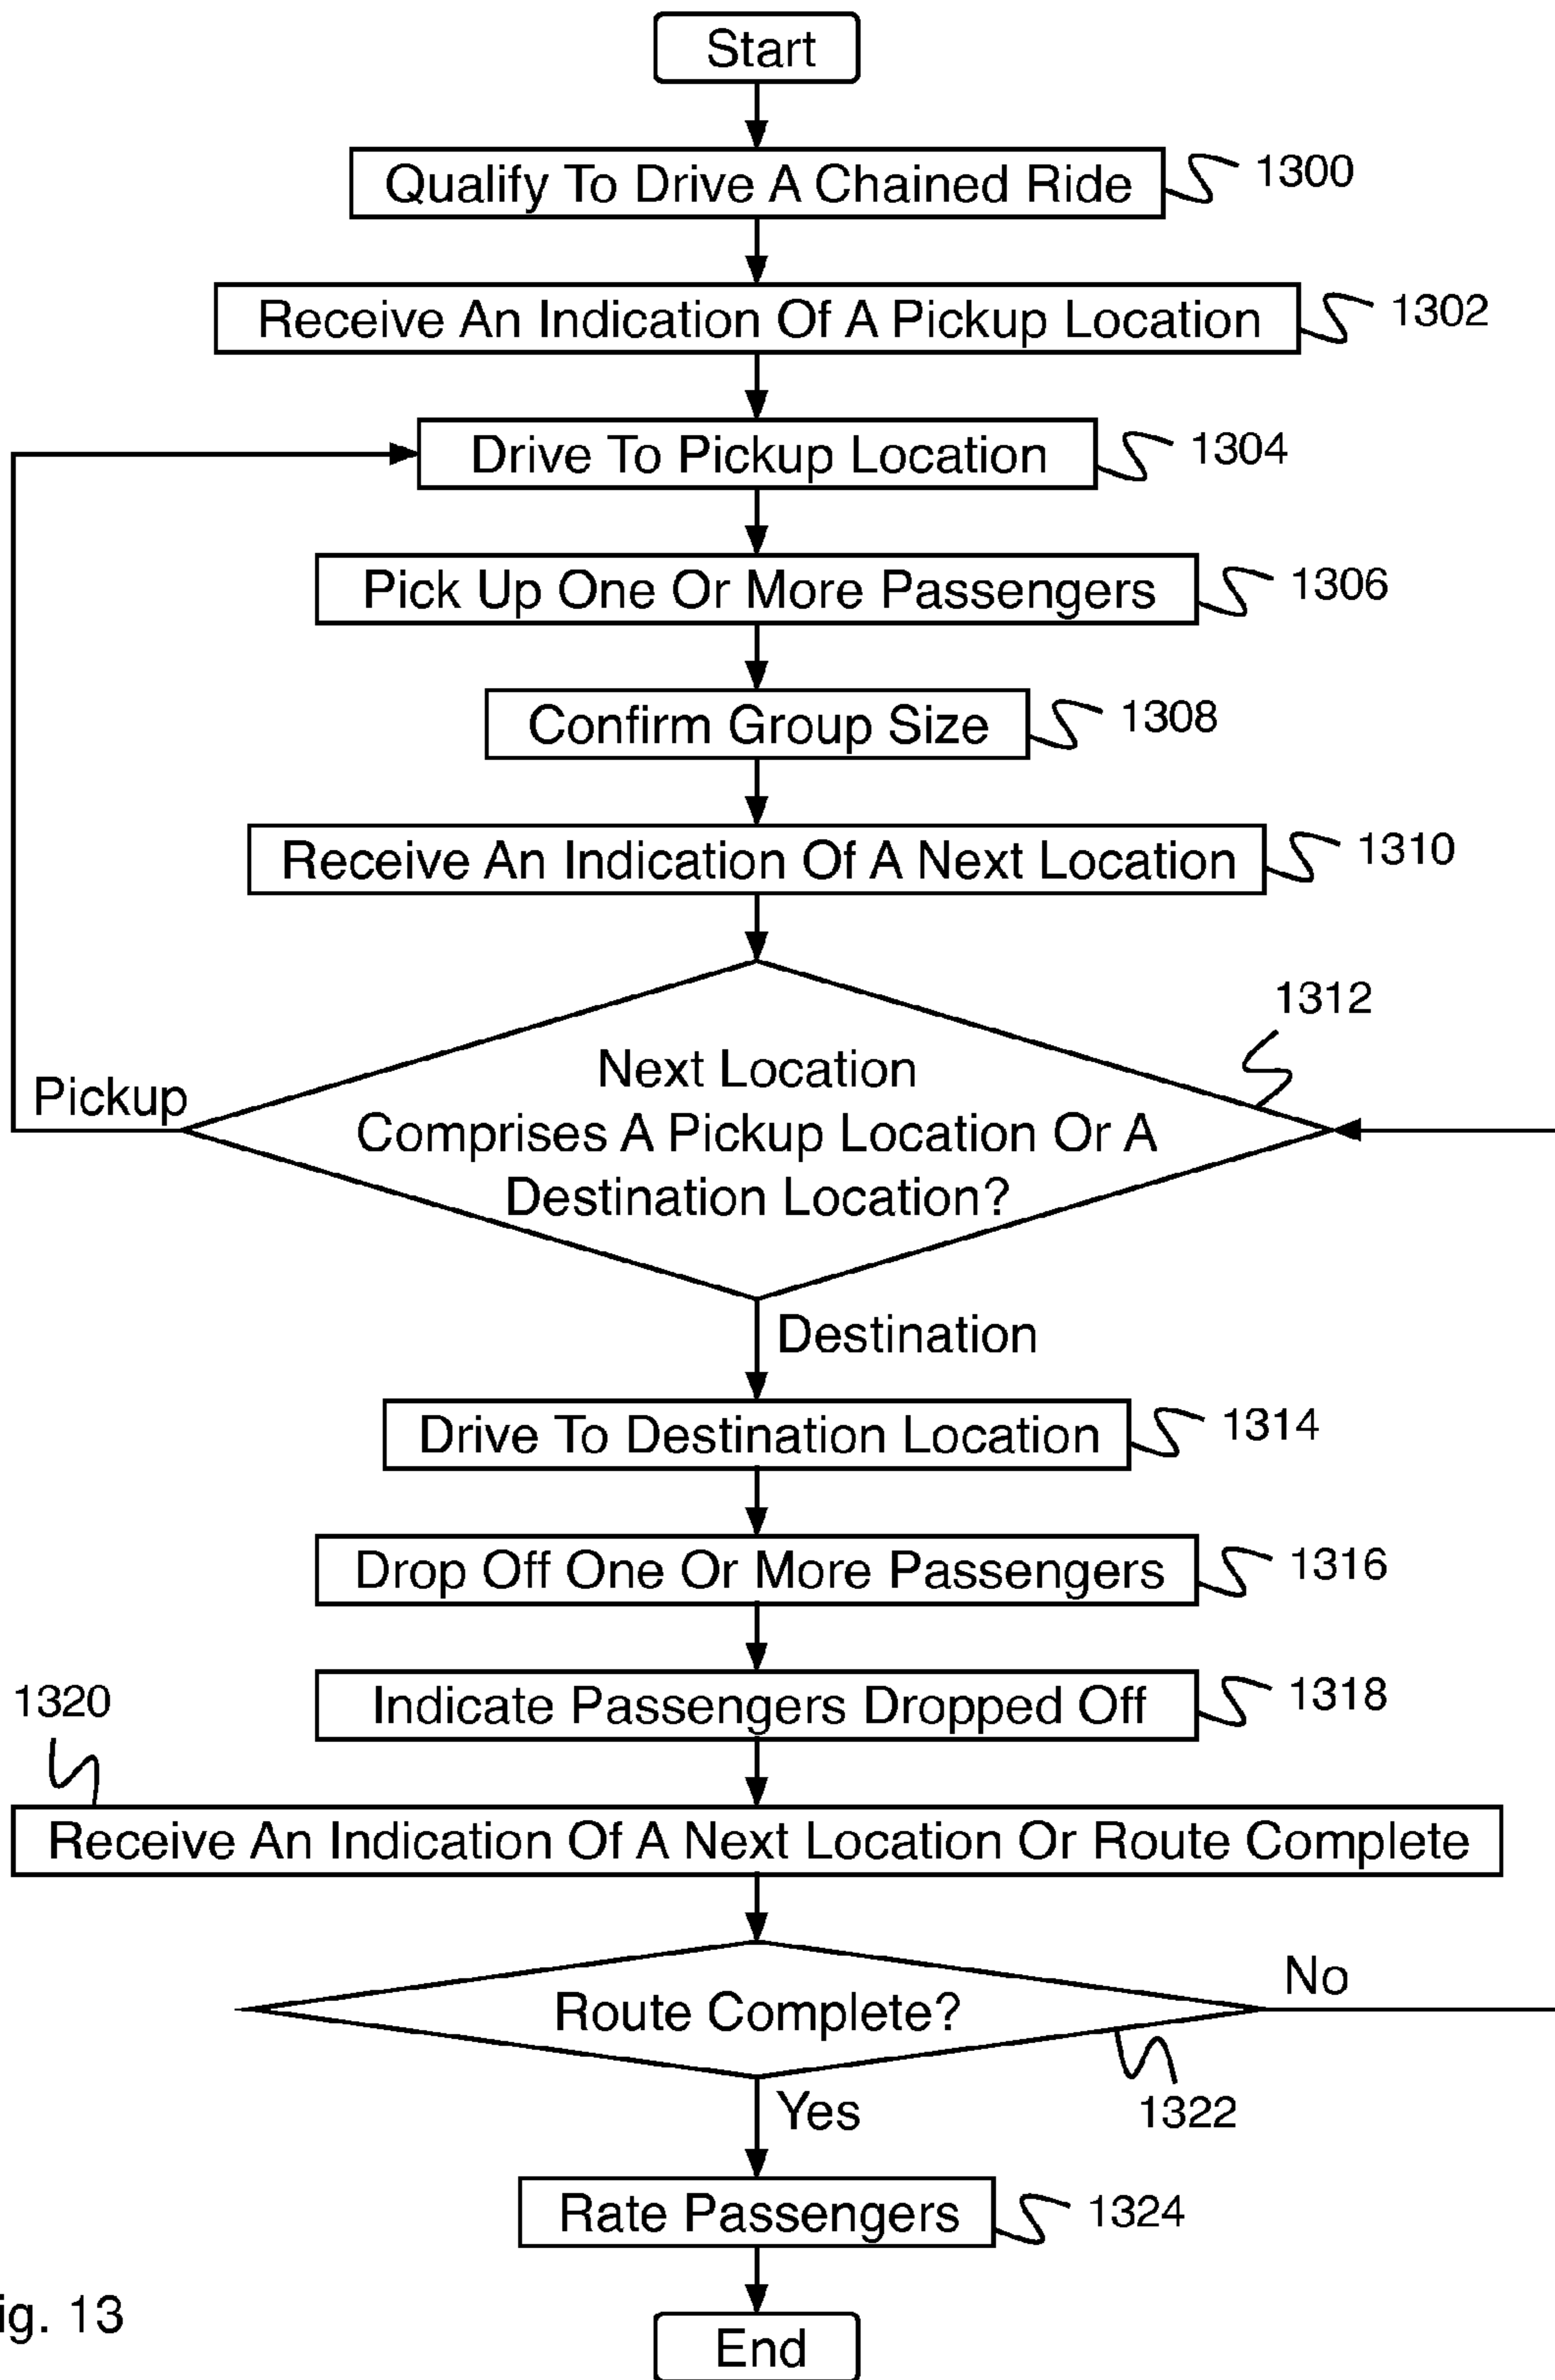 Start
Qualify To Drive A Chained Ride
1300
Receive An Indication Of A Pickup Location
1302
Drive To Pickup Location
1304
Pick Up One Or More Passengers
1306
Confirm Group Size
1308
Receive An Indication Of A Next Location
1310
1312
Next Location
Comprises A Pickup Location Or A
Destination Location?
Pickup
Destination
Drive To Destination Location
1314
Drop Off One Or More Passengers
1316
Indicate Passengers Dropped Off
1318
1320
Receive An Indication Of A Next Location Or Route Complete
Route Complete?
No
1322
Yes
Rate Passengers
1324
ig. 13
End